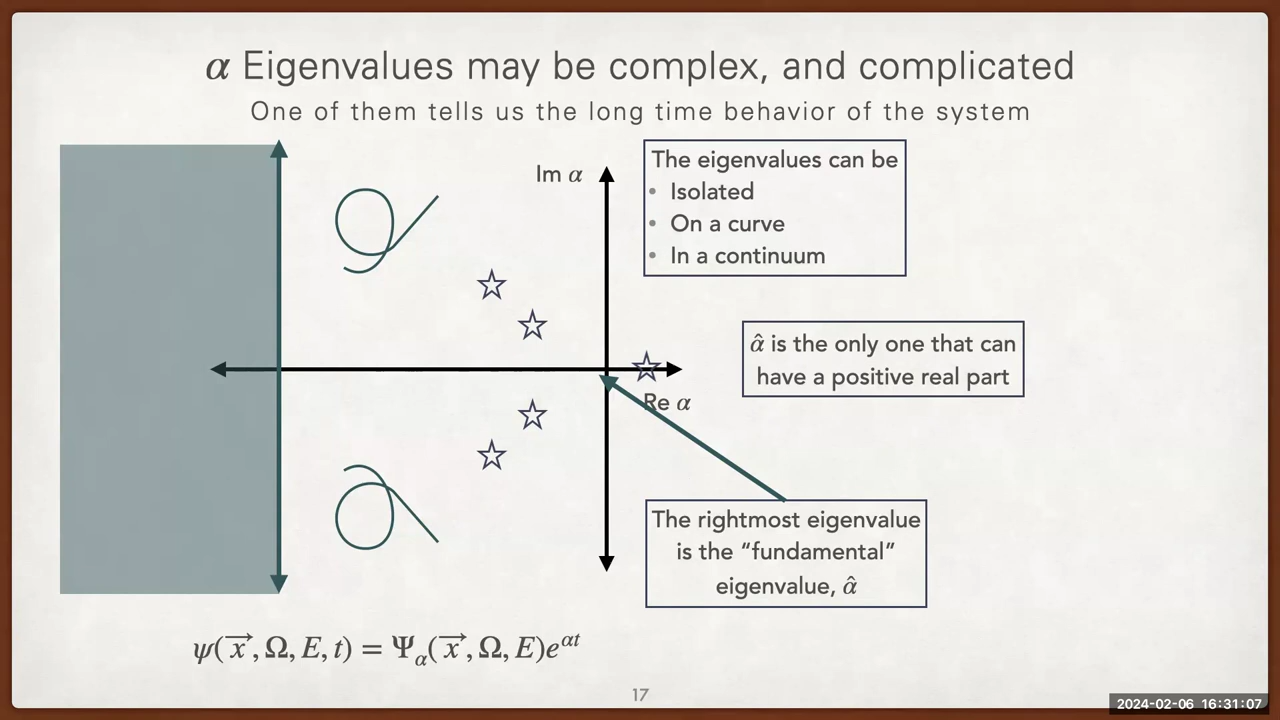 α Eigenvalues may be complex, and complicated
One of them tells us the long time behavior of the system
Im α
The eigenvalues can be
• Isolated
• On a curve
• In a continuum
α̂ is the only one that can
have a positive real part
Re α
The rightmost eigenvalue
is the “fundamental”
eigenvalue, α̂
ψ(x⃗, Ω, E, t) = Ψ_α(x⃗, Ω, E)e^{αt}
17
2024-02-06 16:31:07